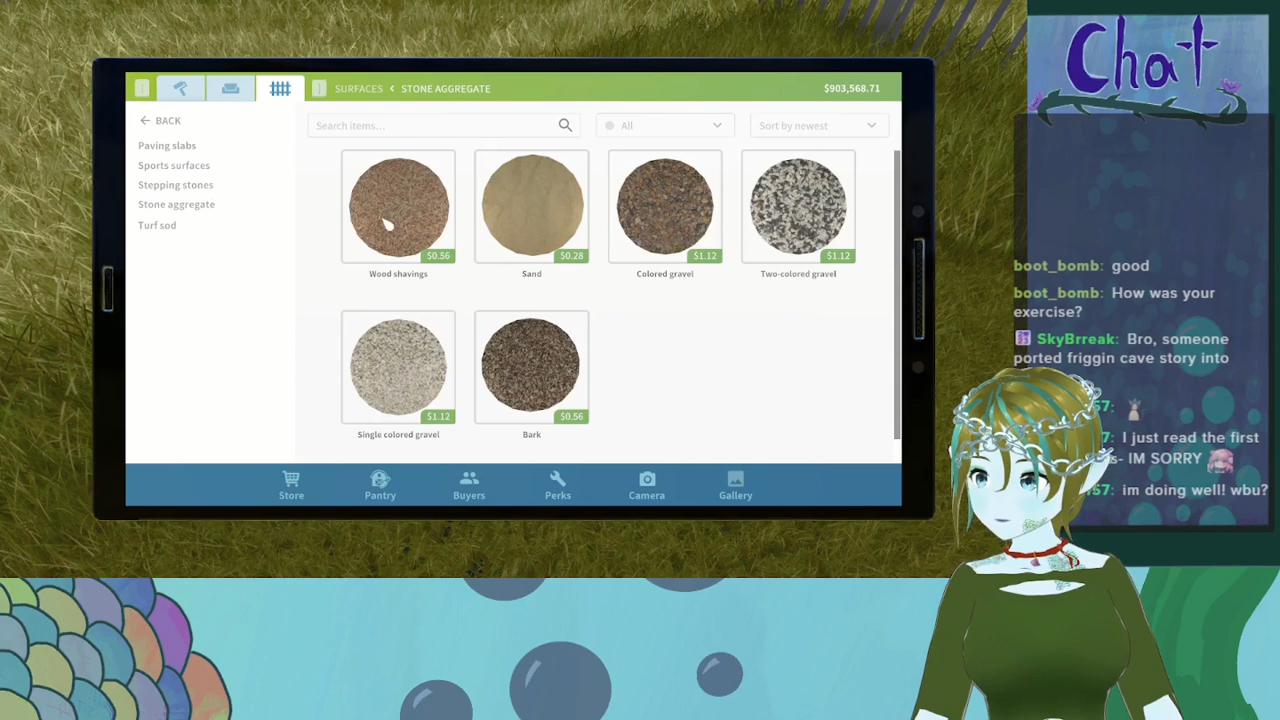 SURFACES < STONE AGGREGATE
$903,568.71
BACK
Search items...
All
Sort by newest
Paving slabs
Sports surfaces
Stepping stones
Stone aggregate
Turf sod
$0.56
$0.28
$1.12
$1.12
Wood shavings
Sand
Colored gravel
Two-colored gravel
$1.12
$0.56
Single colored gravel
Bark
Store
Pantry
Buyers
Perks
Camera
Gallery
Chat
boot_bomb: good
boot_bomb: How was your
exercise?
SkyBrreak: Bro, someone
ported friggin cave story into
57:
7: I just read the first
s- IM SORRY
57: im doing well! wbu?